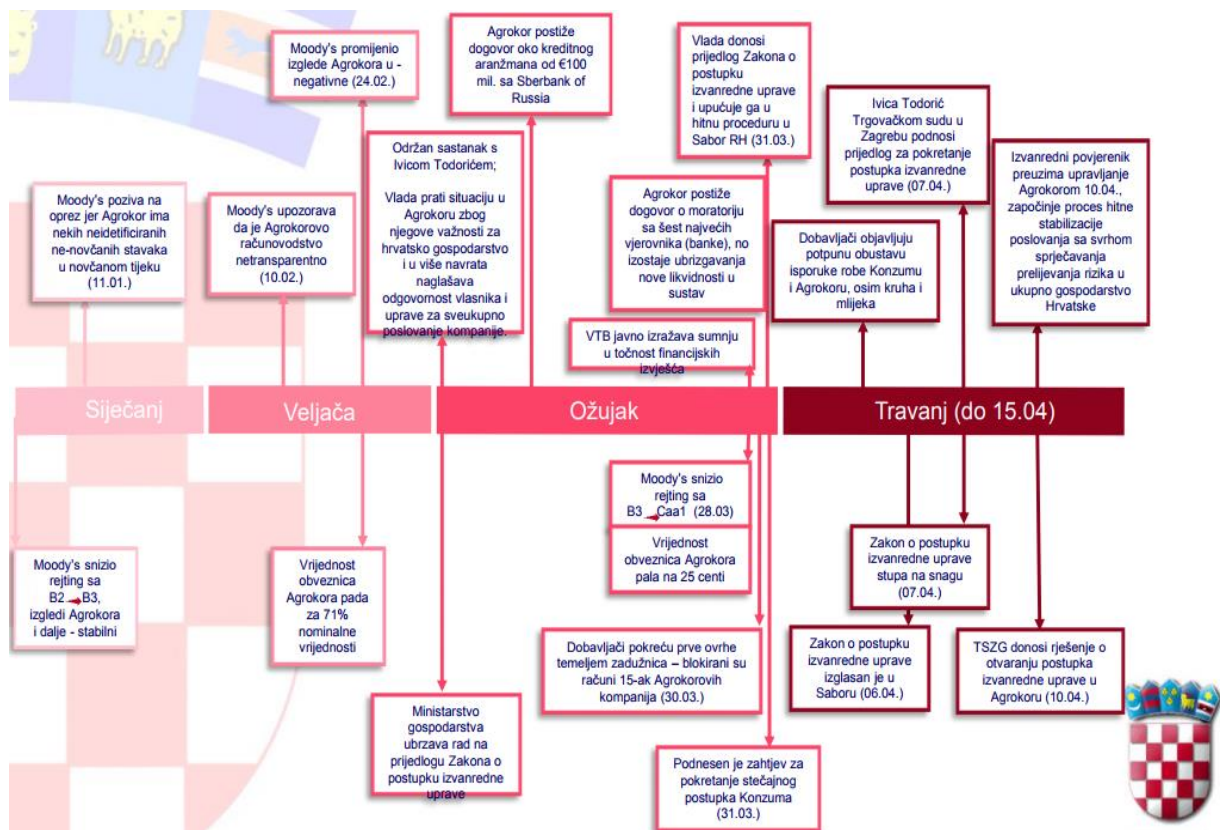 Moody's poziva na
oprez jer Agrokor ima
nekih neidetificiranih
ne-novčanih stavaka
u novčanom tijeku
(11.01.)
Moody's upozorava
da je Agrokorovo
računovodstvo
netransparentno
(10.02.)
Moody's promijenio
izglede Agrokora u -
negativne (24.02.)
Održan sastanak s
Ivicom Todorićem;
Vlada prati situaciju u
Agrokoru zbog
njegove važnosti za
hrvatsko gospodarstvo
i u više navrata
naglašava
odgovornost vlasnika i
uprave za sveukupno
poslovanje kompanije.
Agrokor postiže
dogovor oko kreditnog
aranžmana od €100
mil. sa Sberbank of
Russia
Agrokor postiže
dogovor o moratoriju
sa šest najvećih
vjerovnika (banke), no
izostaje ubrizgavanja
nove likvidnosti u
sustav
VTB javno izražava sumnju
u točnost financijskih
izvješća
Vlada donosi
prijedlog Zakona o
postupku
izvanredne uprave
i upućuje ga u
hitnu proceduru u
Sabor RH (31.03.)
Dobavljači objavljuju
potpunu obustavu
isporuke robe Konzumu
i Agrokoru, osim kruha i
mlijeka
Ivica Todorić
Trgovačkom sudu u
Zagrebu podnosi
prijedlog za pokretanje
postupka izvanredne
uprave (07.04.)
Izvanredni povjerenik
preuzima upravljanje
Agrokorom 10.04.,
započinje proces hitne
stabilizacije
poslovanja sa svrhom
sprječavanja
prelijevanja rizika u
ukupno gospodarstvo
Hrvatske
Siječanj
Veljača
Ožujak
Travanj (do 15.04)
Moody's snizio
rejting sa
B2 B3,
izgledi Agrokora
i dalje - stabilni
Vrijednost
obveznica
Agrokora pada
za 71%
nominalne
vrijednosti
Ministarstvo
gospodarstva
ubrzava rad na
prijedlogu Zakona o
postupku izvanredne
uprave
Moody's snizio
rejting sa
B3 Caa1 (28.03)
Vrijednost
obveznica Agrokora
pala na 25 centi
Dobavljači pokreću prve ovrhe
temeljem zadužnica – blokirani su
računi 15-ak Agrokorovih
kompanija (30.03.)
Podnesen je zahtjev za
pokretanje stečajnog
postupka Konzuma
(31.03.)
Zakon o postupku
izvanredne uprave
stupa na snagu
(07.04.)
Zakon o postupku
izvanredne uprave
izglasan je u
Saboru (06.04.)
TSZG donosi rješenje o
otvaranju postupka
izvanredne uprave u
Agrokoru (10.04.)